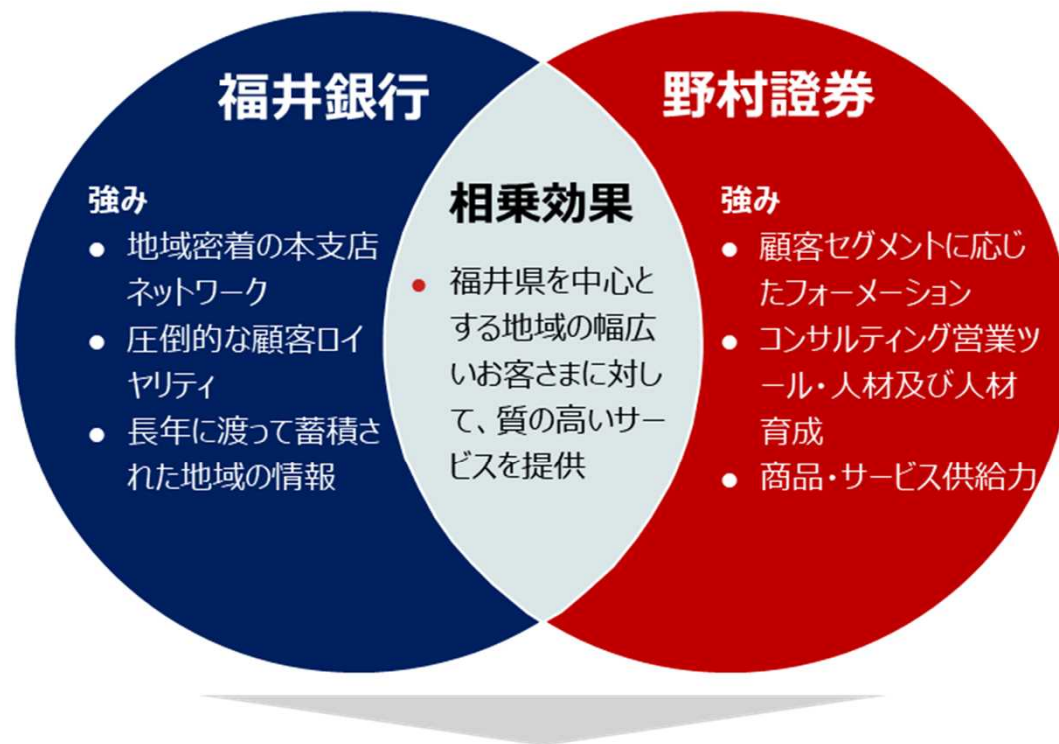 福井銀行
強み
● 地域密着の本支店
ネットワーク
● 圧倒的な顧客ロイ
ヤリティ
● 長年に渡って蓄積さ
れた地域の情報
相乗効果
● 福井県を中心と
する地域の幅広
いお客さまに対し
て、質の高いサー
ビスを提供
野村證券
強み
● 顧客セグメントに応じ
たフォーメーション
● コンサルティング営業ツ
ール・人材及び人材
育成
● 商品・サービス供給力